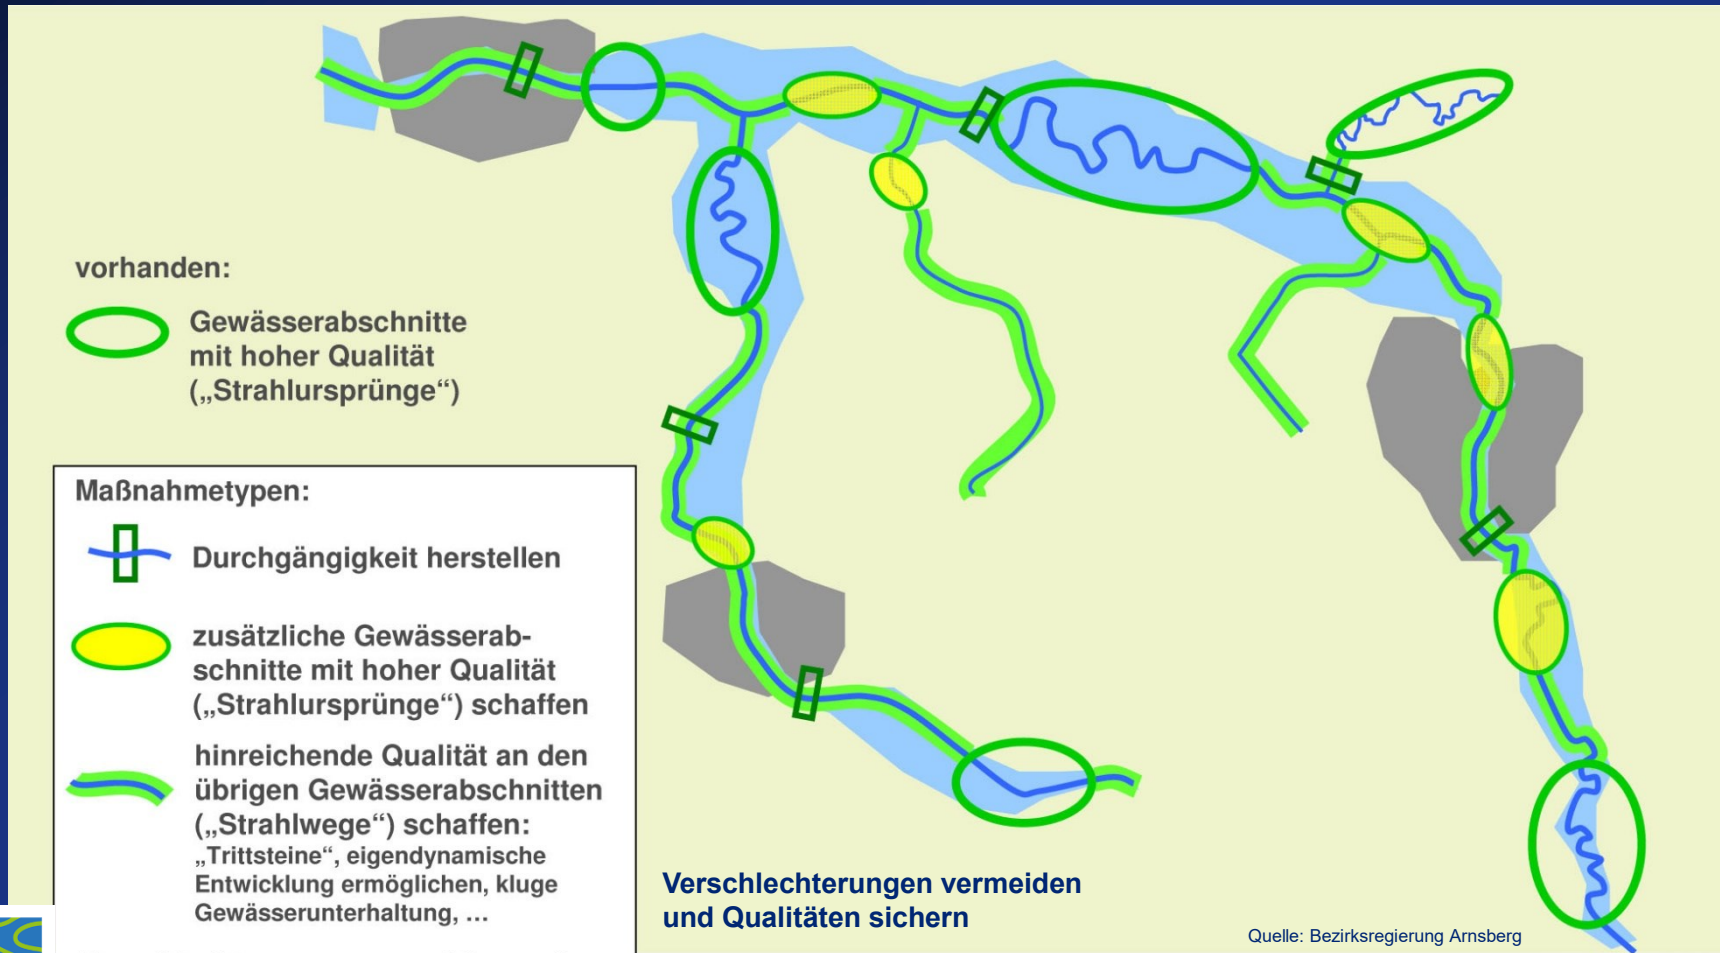 vorhanden:
Gewässerabschnitte
mit hoher Qualität
(„Strahlursprünge“)
Maßnahmetypen:
Durchgängigkeit herstellen
zusätzliche Gewässerab-
schnitte mit hoher Qualität
(„Strahlursprünge“) schaffen
hinreichende Qualität an den
übrigen Gewässerabschnitten
(„Strahlwege“) schaffen:
„Trittsteine“, eigendynamische
Entwicklung ermöglichen, kluge
Gewässerunterhaltung, ...
Verschlechterungen vermeiden
und Qualitäten sichern
Quelle: Bezirksregierung Arnsberg